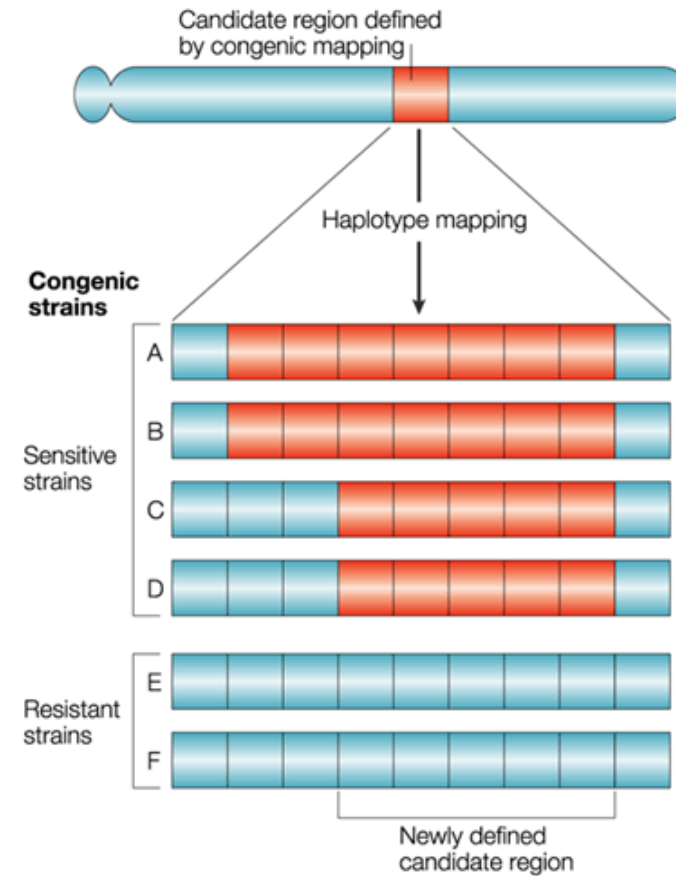 Candidate region defined
by congenic mapping
Haplotype mapping
Congenic
strains
A
B
Sensitive
strains
C
D
E
Resistant
strains
F
Newly defined
candidate region